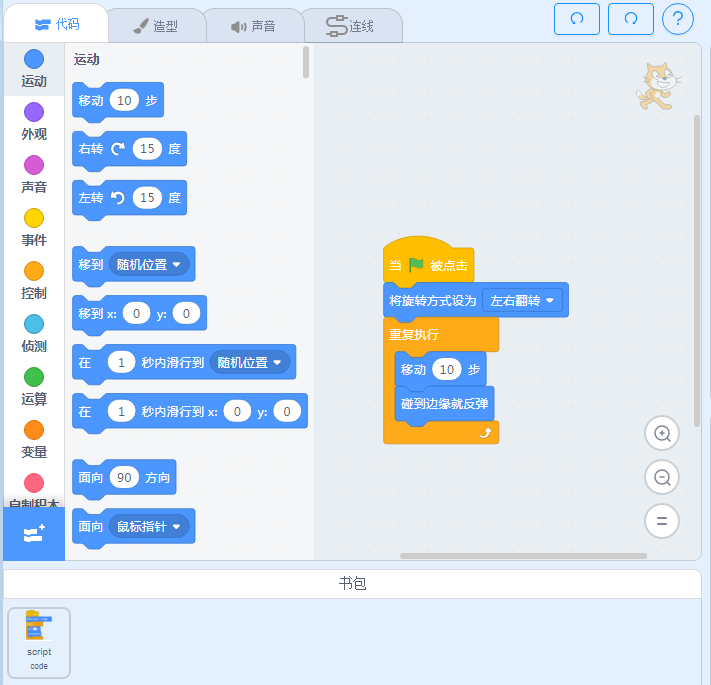 代码
造型
声音
连线
?
运动
外观
声音
事件
控制
侦测
运算
变量
自制积木
运动
移动 10 步
右转 15 度
左转 15 度
移到 随机位置
移到 x: 0 y: 0
在 1 秒内滑行到 随机位置
在 1 秒内滑行到 x: 0 y: 0
面向 90 方向
面向 鼠标指针
当 被点击
将旋转方式设为 左右翻转
重复执行
移动 10 步
碰到边缘就反弹
书包
script
code